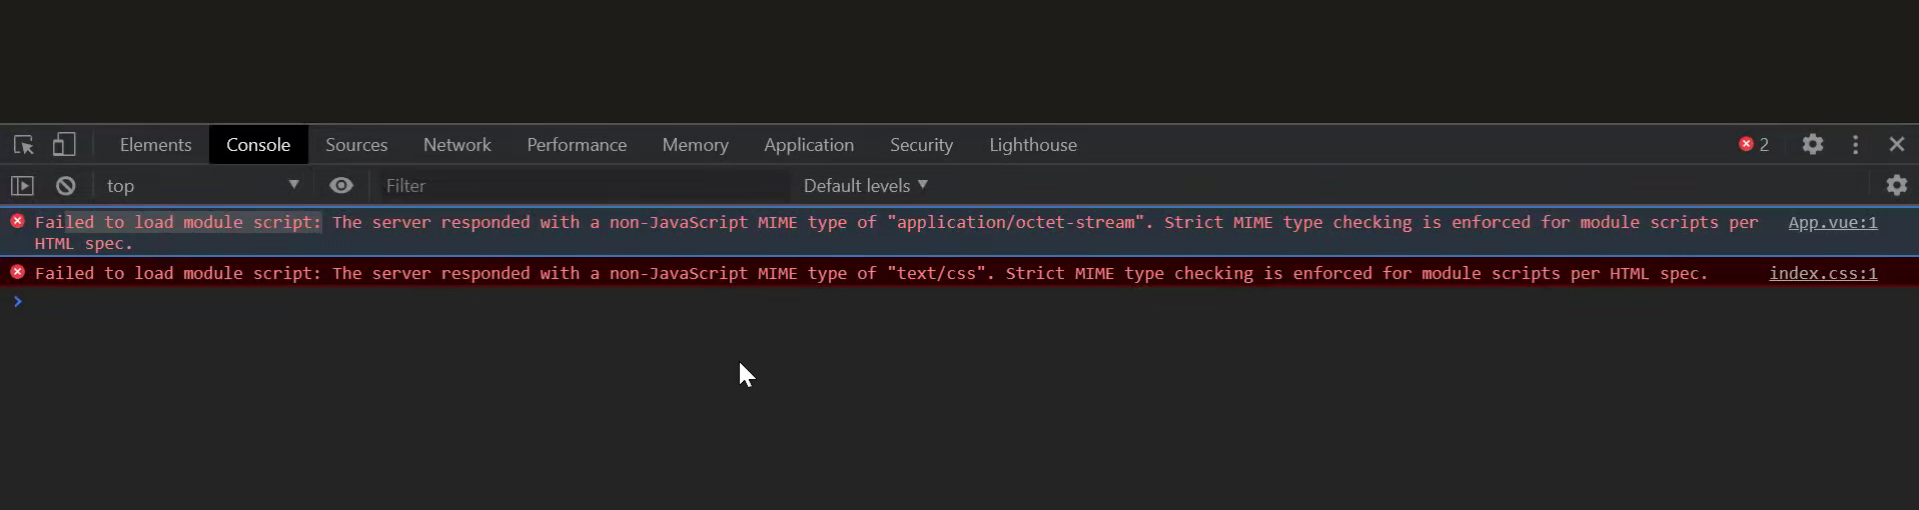 Elements Console Sources Network Performance Memory Application Security Lighthouse 2
top Filter Default levels
Failed to load module script: The server responded with a non-JavaScript MIME type of "application/octet-stream". Strict MIME type checking is enforced for module scripts per App.vue:1
HTML spec.
Failed to load module script: The server responded with a non-JavaScript MIME type of "text/css". Strict MIME type checking is enforced for module scripts per HTML spec. index.css:1